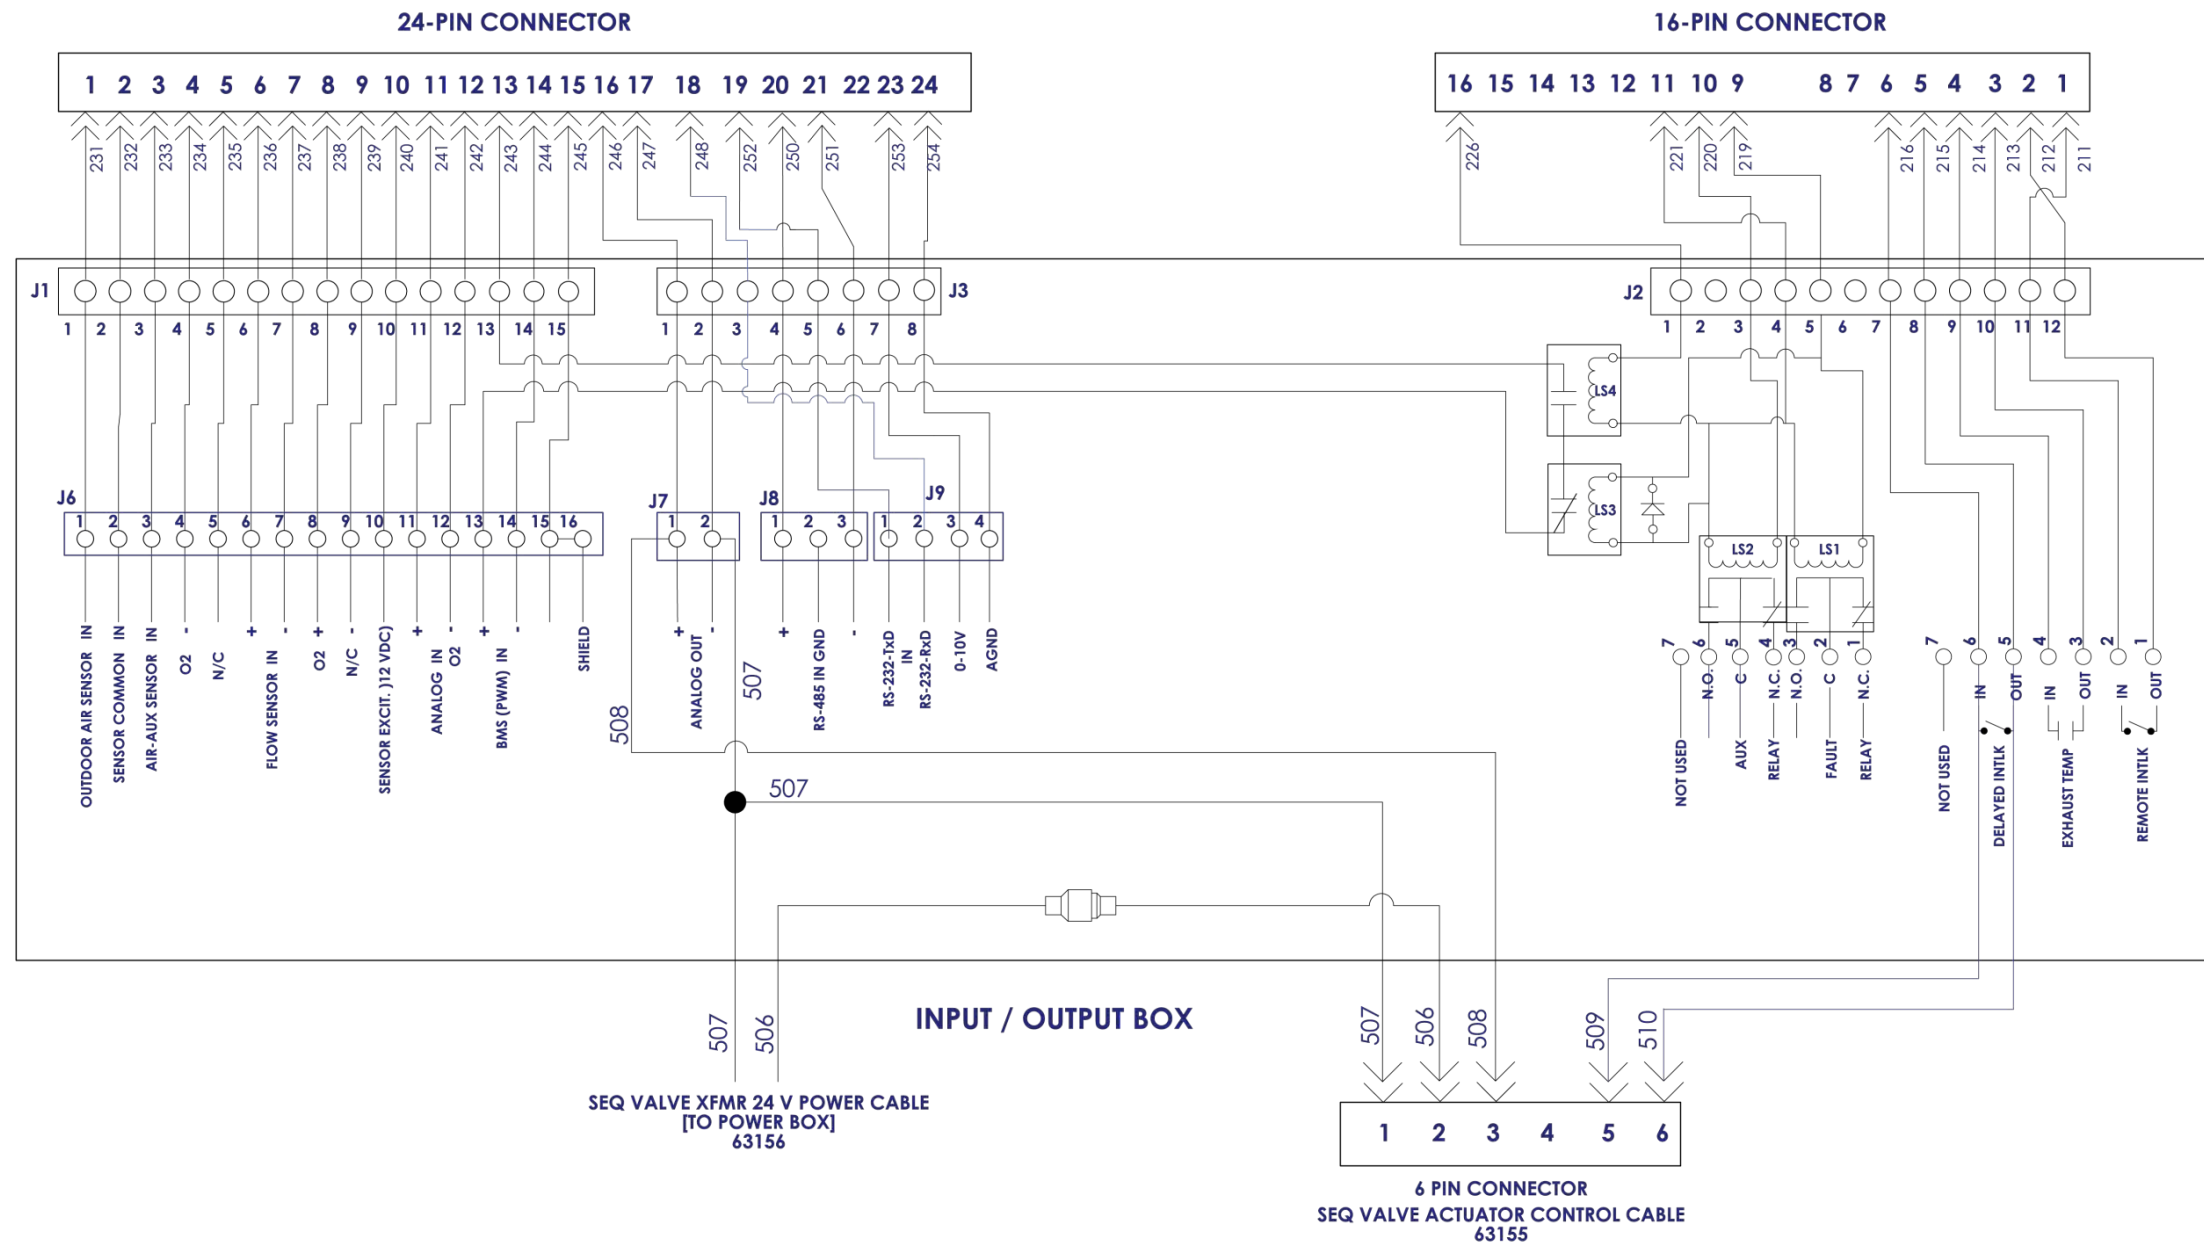 24-PIN CONNECTOR
16-PIN CONNECTOR
1 2 3 4 5 6 7 8 9 10 11 12 13 14 15 16 17 18 19 20 21 22 23 24
16 15 14 13 12 11 10 9 8 7 6 5 4 3 2 1
231 232 233 234 235 236 237 238 239 240 241 242 243 244 245 246 247 248 252 250 251 253 254
226 221 220 219 216 215 214 213 212 211
J1
J3
J2
1 2 3 4 5 6 7 8 9 10 11 12 13 14 15
1 2 3 4 5 6 7 8
1 2 3 4 5 6 7 8 9 10 11 12
LS4
LS3
J6
J7
J8
J9
1 2 3 4 5 6 7 8 9 10 11 12 13 14 15 16
1 2
1 2 3
1 2 3 4
LS2
LS1
7 6 5 4 3 2 1
7 6 5 4 3 2 1
OUTDOOR AIR SENSOR IN
SENSOR COMMON IN
AIR-AUX SENSOR IN
O2 -
N/C
+
FLOW SENSOR IN -
O2 +
N/C -
SENSOR EXCIT. )12 VDC)
+
ANALOG IN
O2 -
+
BMS (PWM) IN -
SHIELD
+
ANALOG OUT
-
+
RS-485 IN GND
-
RS-232-TxD
IN
RS-232-RxD
0-10V
AGND
508
507
NOT USED
N.O.
C
AUX
N.C.
RELAY
N.O.
C
FAULT
N.C.
RELAY
NOT USED
IN
OUT
DELAYED INTLK
IN
OUT
EXHAUST TEMP
IN
OUT
REMOTE INTLK
507
INPUT / OUTPUT BOX
507
506
507
506
508
509
510
SEQ VALVE XFMR 24 V POWER CABLE
[TO POWER BOX]
63156
1 2 3 4 5 6
6 PIN CONNECTOR
SEQ VALVE ACTUATOR CONTROL CABLE
63155